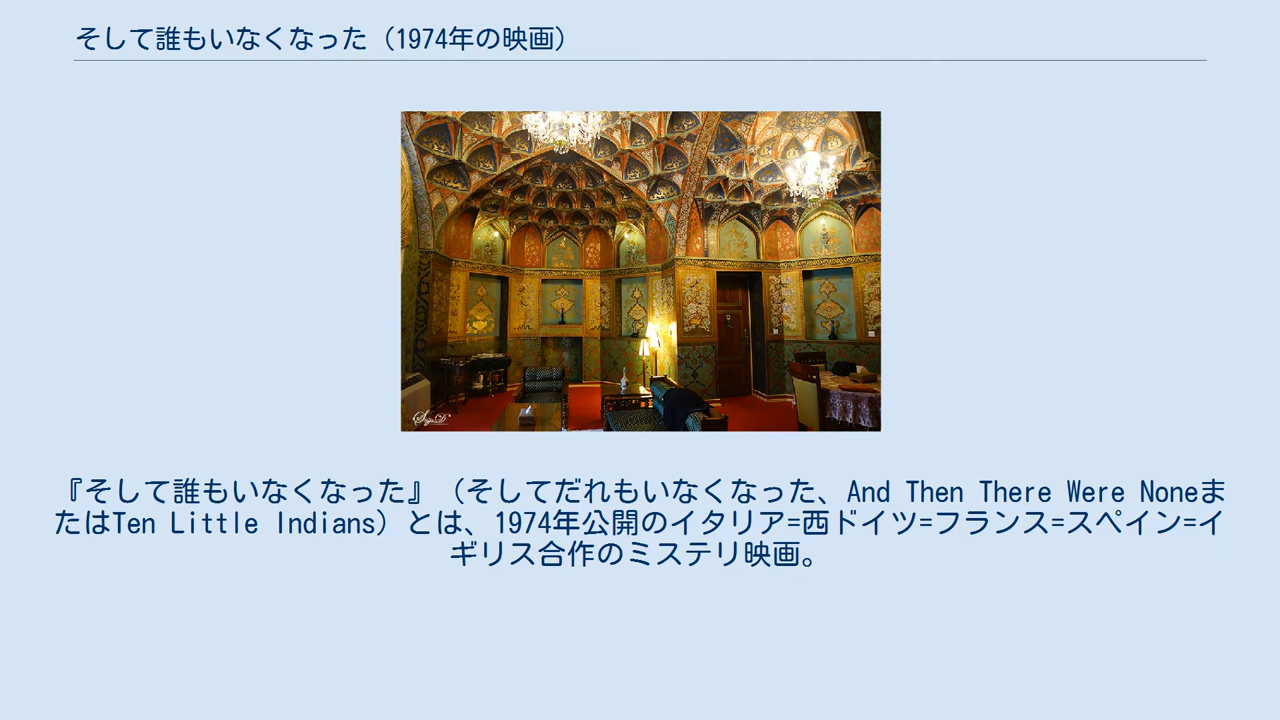 そして誰もいなくなった（1974年の映画）
『そして誰もいなくなった』（そしてだれもいなくなった、And Then There Were Noneま
たはTen Little Indians）とは、1974年公開のイタリア=西ドイツ=フランス=スペイン=イ
ギリス合作のミステリ映画。